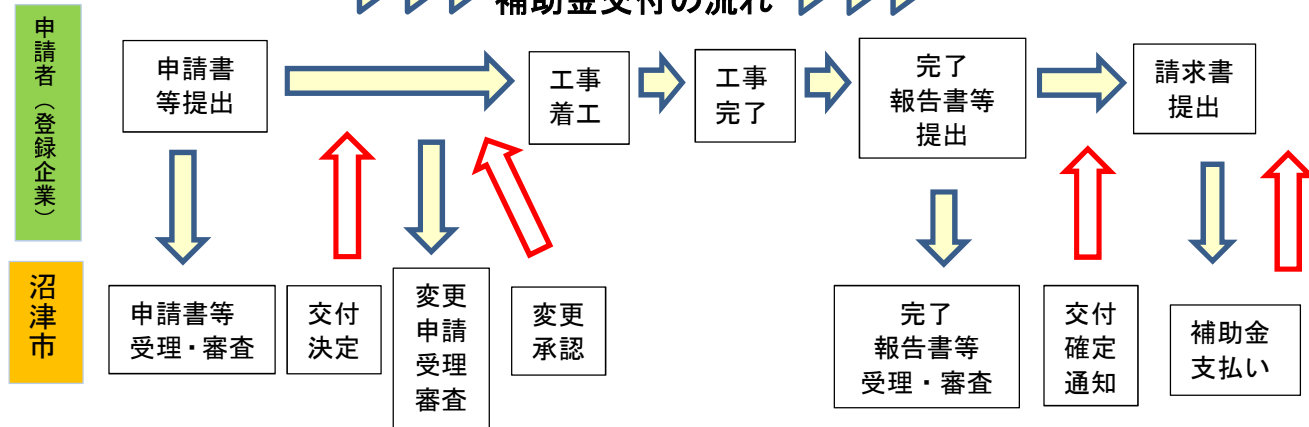 補助金交付の流れ
申請者（登録企業）
申請書
等提出
工事
着工
工事
完了
完了
報告書等
提出
請求書
提出
沼津市
申請書等
受理・審査
交付
決定
変更
申請
受理
審査
変更
承認
完了
報告書等
受理・審査
交付
確定
通知
補助金
支払い